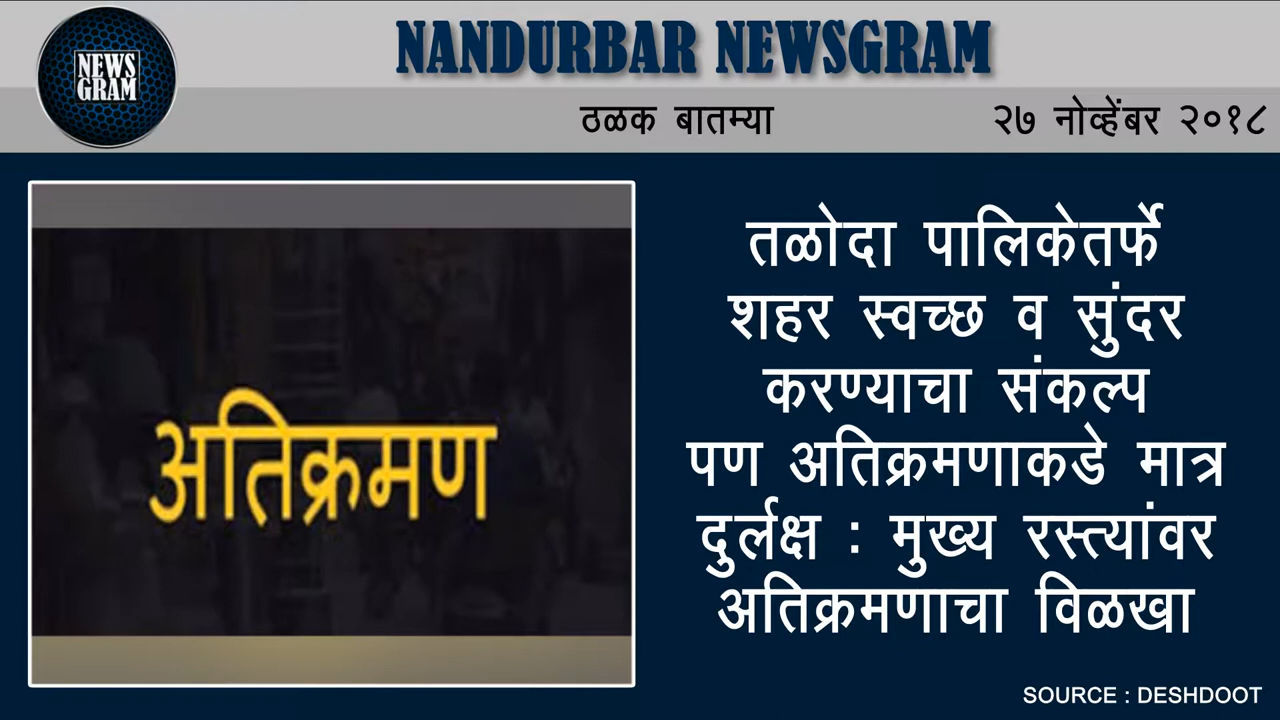 NEWS
GRAM
NANDURBAR NEWSGRAM
ठळक बातम्या
२७ नोव्हेंबर २०१८
अतिक्रमण
तळोदा पालिकेतर्फे
शहर स्वच्छ व सुंदर
करण्याचा संकल्प
पण अतिक्रमणाकडे मात्र
दुर्लक्ष : मुख्य रस्त्यांवर
अतिक्रमणाचा विळखा
SOURCE : DESHDOOT